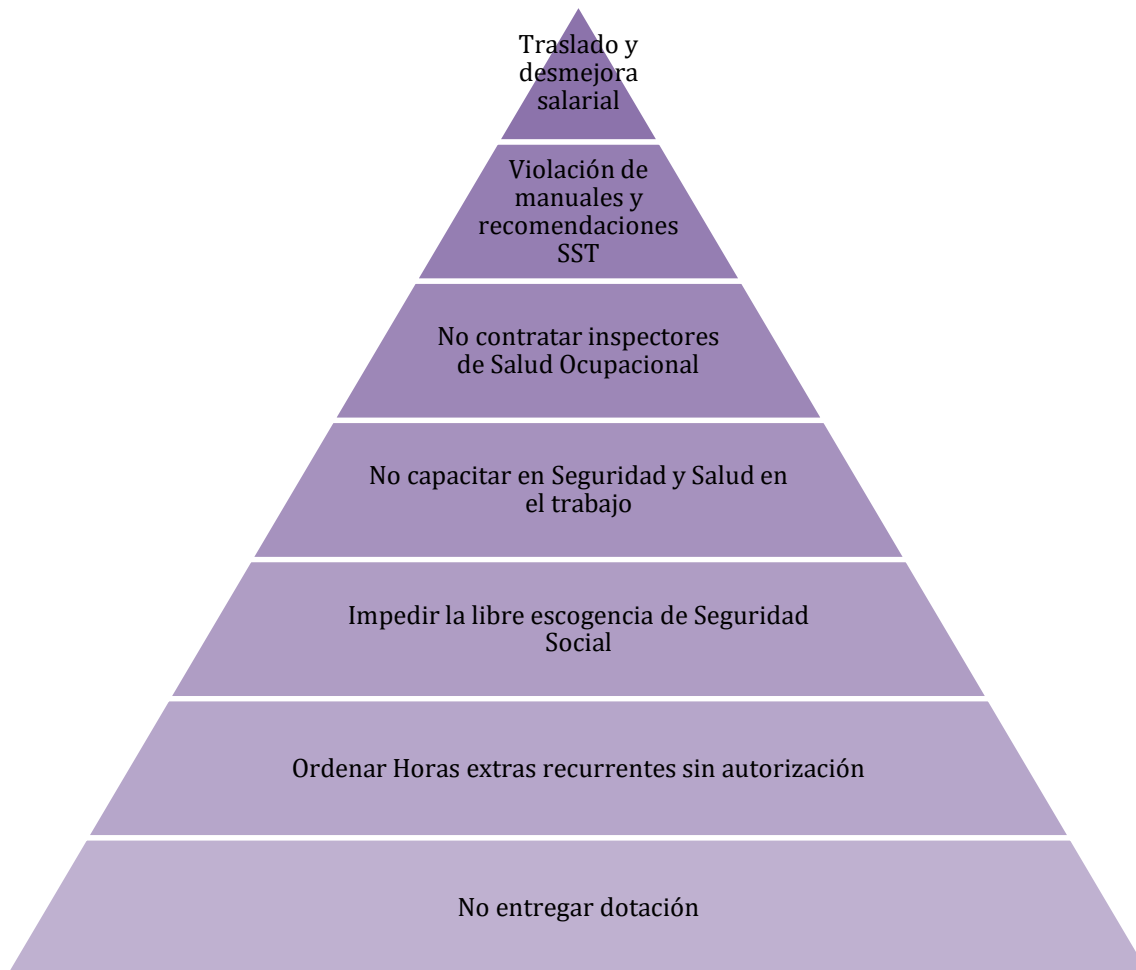 Traslado y
desmejora
salarial
Violación de
manuales y
recomendaciones
SST
No contratar inspectores
de Salud Ocupacional
No capacitar en Seguridad y Salud en
el trabajo
Impedir la libre escogencia de Seguridad
Social
Ordenar Horas extras recurrentes sin autorización
No entregar dotación